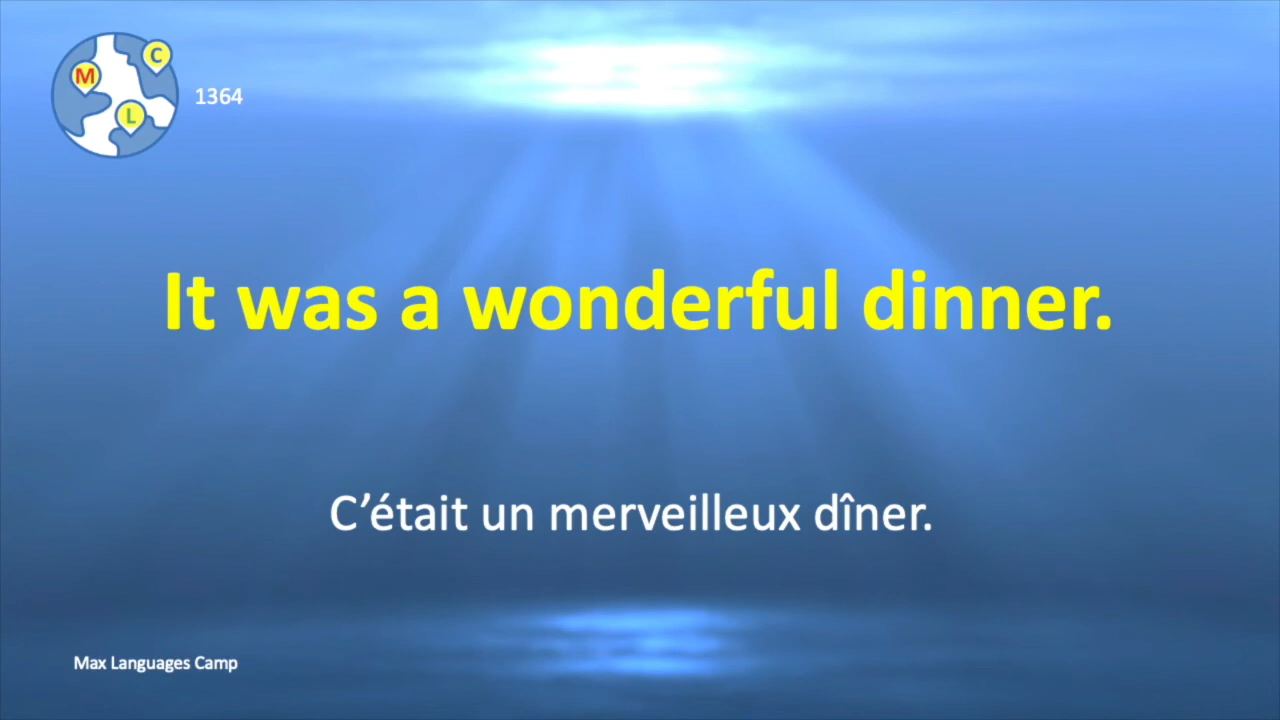 C
M
L
1364
It was a wonderful dinner.
C’était un merveilleux dîner.
Max Languages Camp